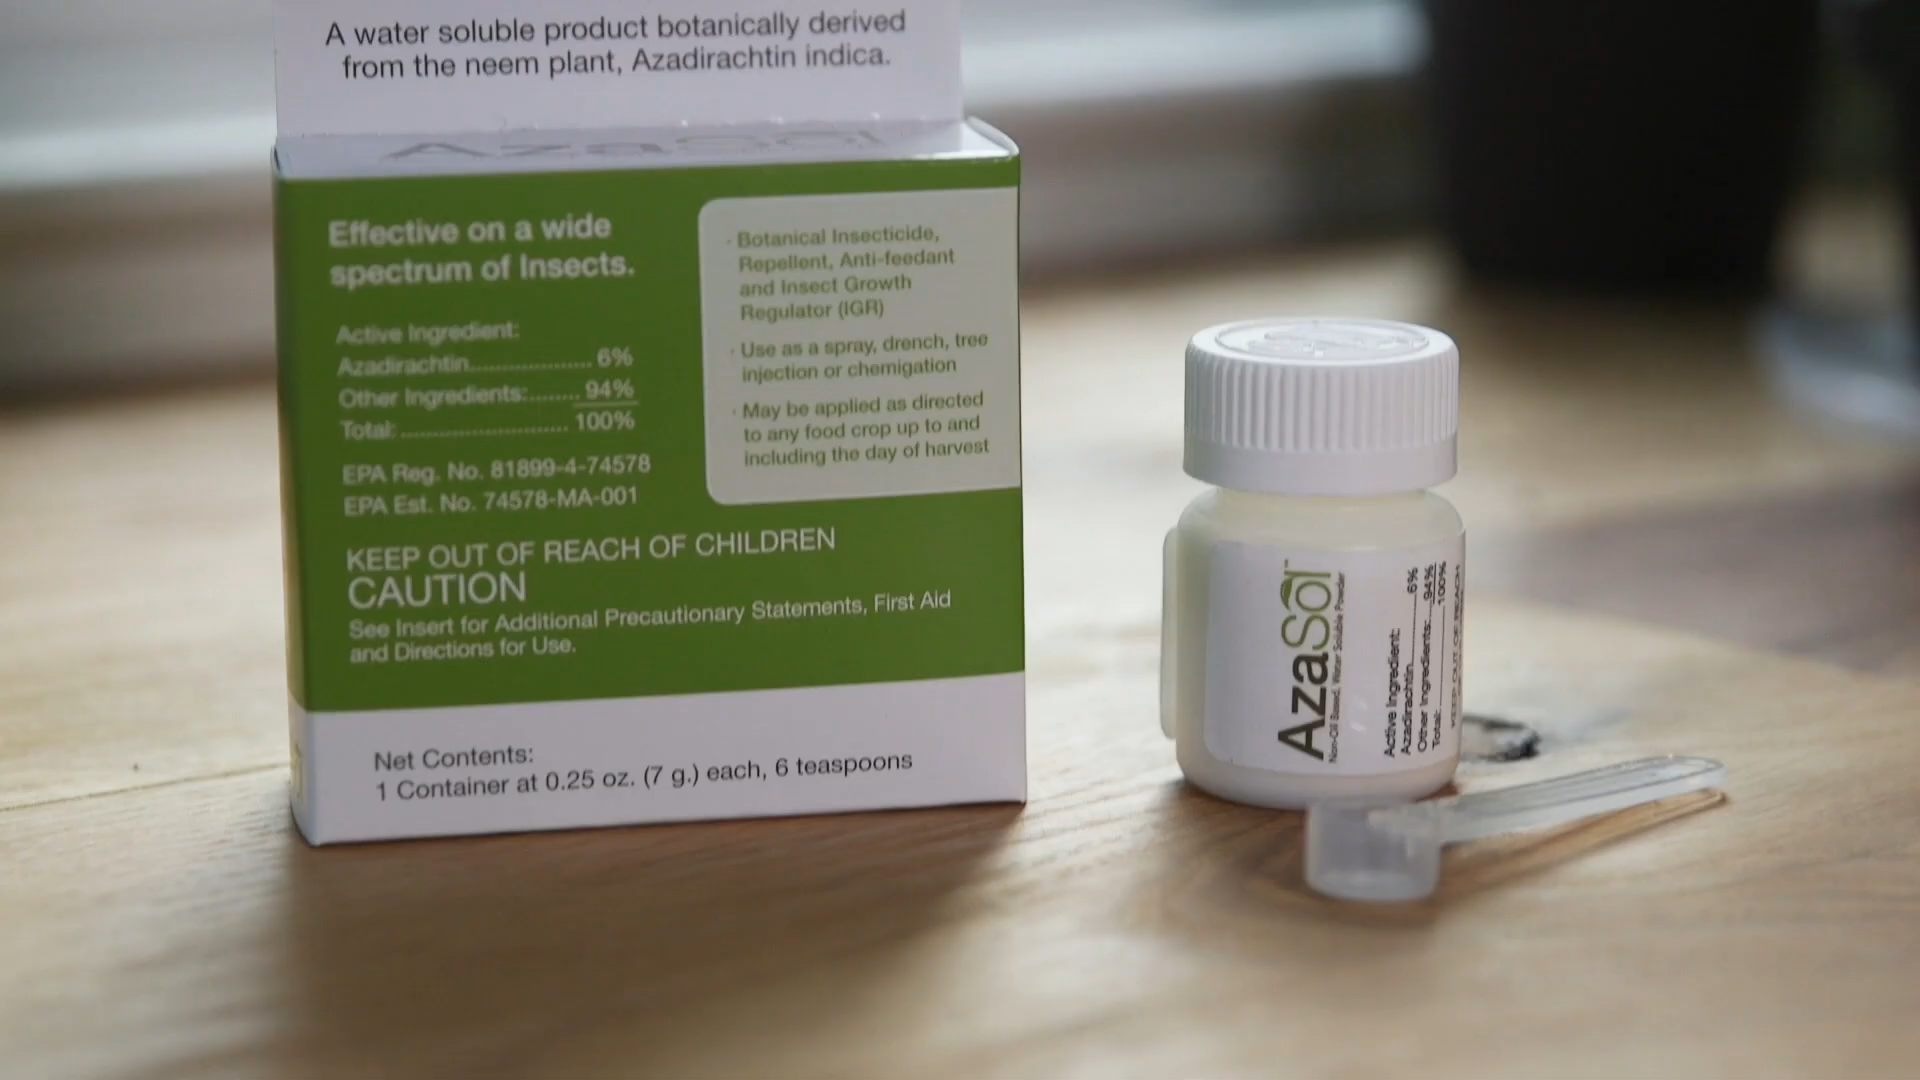 A water soluble product botanically derived
from the neem plant, Azadirachtin indica.
AzaSol
Effective on a wide
spectrum of Insects.
Active Ingredient:
Azadirachtin..................... 6%
Other Ingredients:........ 94%
Total:............................ 100%
EPA Reg. No. 81899-4-74578
EPA Est. No. 74578-MA-001
KEEP OUT OF REACH OF CHILDREN
CAUTION
See Insert for Additional Precautionary Statements, First Aid
and Directions for Use.
· Botanical Insecticide,
Repellent, Anti-feedant
and Insect Growth
Regulator (IGR)
· Use as a spray, drench, tree
injection or chemigation
· May be applied as directed
to any food crop up to and
including the day of harvest
Net Contents:
1 Container at 0.25 oz. (7 g.) each, 6 teaspoons
AzaSol™
Non-Oil Based, Water Soluble Powder
Active Ingredient:
Azadirachtin............6%
Other Ingredients:.....94%
Total:....................100%
KEEP OUT OF REACH